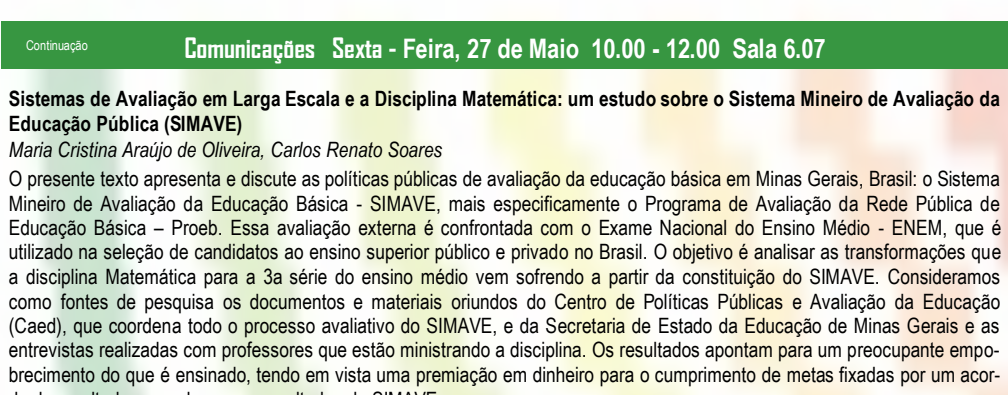 Continuação
Comunicações Sexta - Feira, 27 de Maio 10.00 - 12.00 Sala 6.07
Sistemas de Avaliação em Larga Escala e a Disciplina Matemática: um estudo sobre o Sistema Mineiro de Avaliação da
Educação Pública (SIMAVE)
Maria Cristina Araújo de Oliveira, Carlos Renato Soares
O presente texto apresenta e discute as políticas públicas de avaliação da educação básica em Minas Gerais, Brasil: o Sistema
Mineiro de Avaliação da Educação Básica - SIMAVE, mais especificamente o Programa de Avaliação da Rede Pública de
Educação Básica – Proeb. Essa avaliação externa é confrontada com o Exame Nacional do Ensino Médio - ENEM, que é
utilizado na seleção de candidatos ao ensino superior público e privado no Brasil. O objetivo é analisar as transformações que
a disciplina Matemática para a 3a série do ensino médio vem sofrendo a partir da constituição do SIMAVE. Consideramos
como fontes de pesquisa os documentos e materiais oriundos do Centro de Políticas Públicas e Avaliação da Educação
(Caed), que coordena todo o processo avaliativo do SIMAVE, e da Secretaria de Estado da Educação de Minas Gerais e as
entrevistas realizadas com professores que estão ministrando a disciplina. Os resultados apontam para um preocupante empo-
brecimento do que é ensinado, tendo em vista uma premiação em dinheiro para o cumprimento de metas fixadas por um acor-